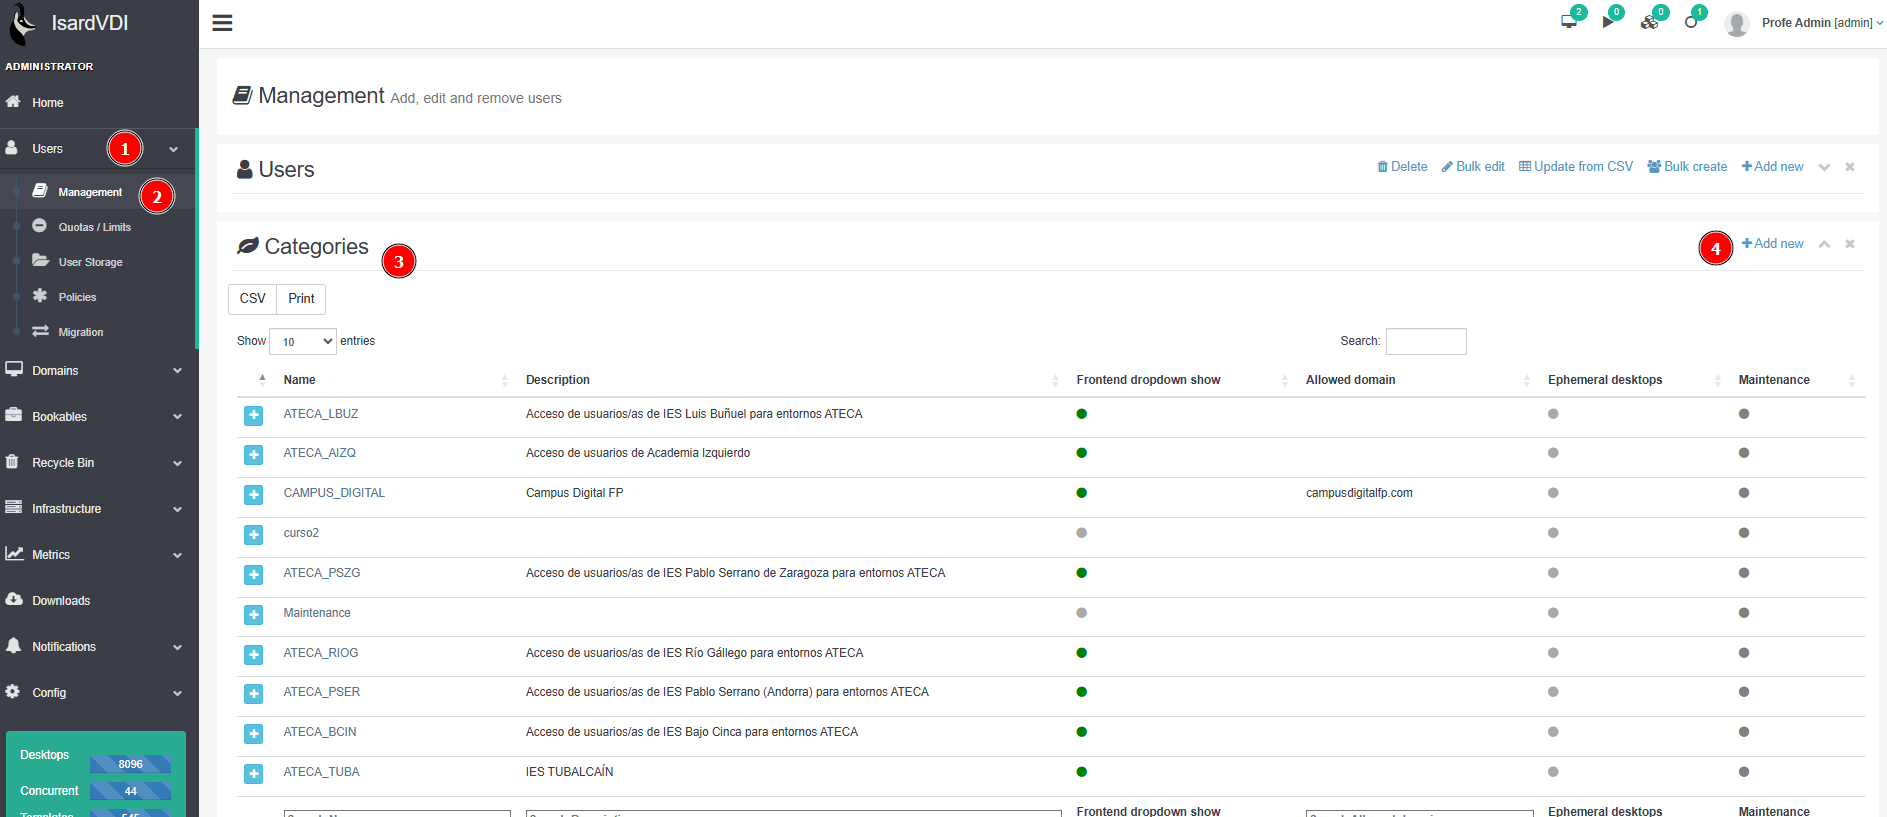 IsardVDI
2
0
0
1
Profe Admin [admin]
ADMINISTRATOR
Home
Users
1
Management
2
Quotas / Limits
User Storage
Policies
Migration
Domains
Bookables
Recycle Bin
Infrastructure
Metrics
Downloads
Notifications
Config
Desktops
8096
Concurrent
44
Templates
545
Management Add, edit and remove users
Users
Delete Bulk edit Update from CSV Bulk create Add new
Categories
3
4
Add new
CSV Print
Show 10 entries
Search:
Name Description Frontend dropdown show Allowed domain Ephemeral desktops Maintenance
ATECA_LBUZ Acceso de usuarios/as de IES Luis Buñuel para entornos ATECA
ATECA_AIZQ Acceso de usuarios de Academia Izquierdo
CAMPUS_DIGITAL Campus Digital FP campusdigitalfp.com
curso2
ATECA_PSZG Acceso de usuarios/as de IES Pablo Serrano de Zaragoza para entornos ATECA
Maintenance
ATECA_RIOG Acceso de usuarios/as de IES Río Gállego para entornos ATECA
ATECA_PSER Acceso de usuarios/as de IES Pablo Serrano (Andorra) para entornos ATECA
ATECA_BCIN Acceso de usuarios/as de IES Bajo Cinca para entornos ATECA
ATECA_TUBA IES TUBALCAÍN
Frontend dropdown show Ephemeral desktops Maintenance